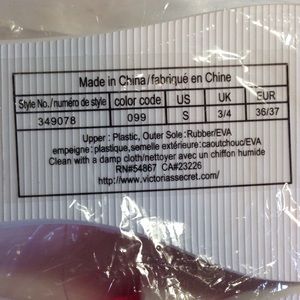 Made in China/fabriqué en Chine
Style No./numéro de style color code US UK EUR
349078 099 S 3/4 36/37
Upper : Plastic, Outer Sole : Rubber/EVA
empeigne : plastique,semelle extérieure : caoutchouc/EVA
Clean with a damp cloth/nettoyer avec un chiffon humide
RN#54867 CA#23226
http://www.victoriassecret.com/